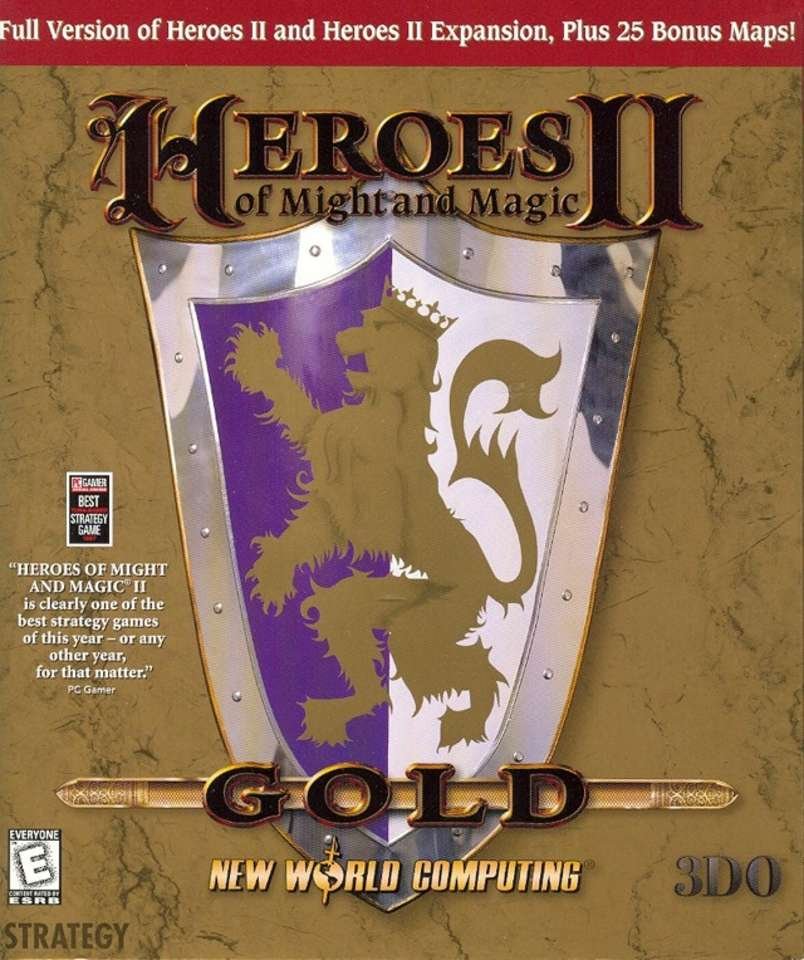 Full Version of Heroes II and Heroes II Expansion, Plus 25 Bonus Maps!
HEROES II
of Might and Magic®
PC GAMER
BEST
STRATEGY
GAME
"HEROES OF MIGHT
AND MAGIC® II
is clearly one of the
best strategy games
of this year – or any
other year,
for that matter."
PC Gamer
GOLD
EVERYONE
E
CONTENT RATED BY
ESRB
NEW WORLD COMPUTING®
3DO
STRATEGY